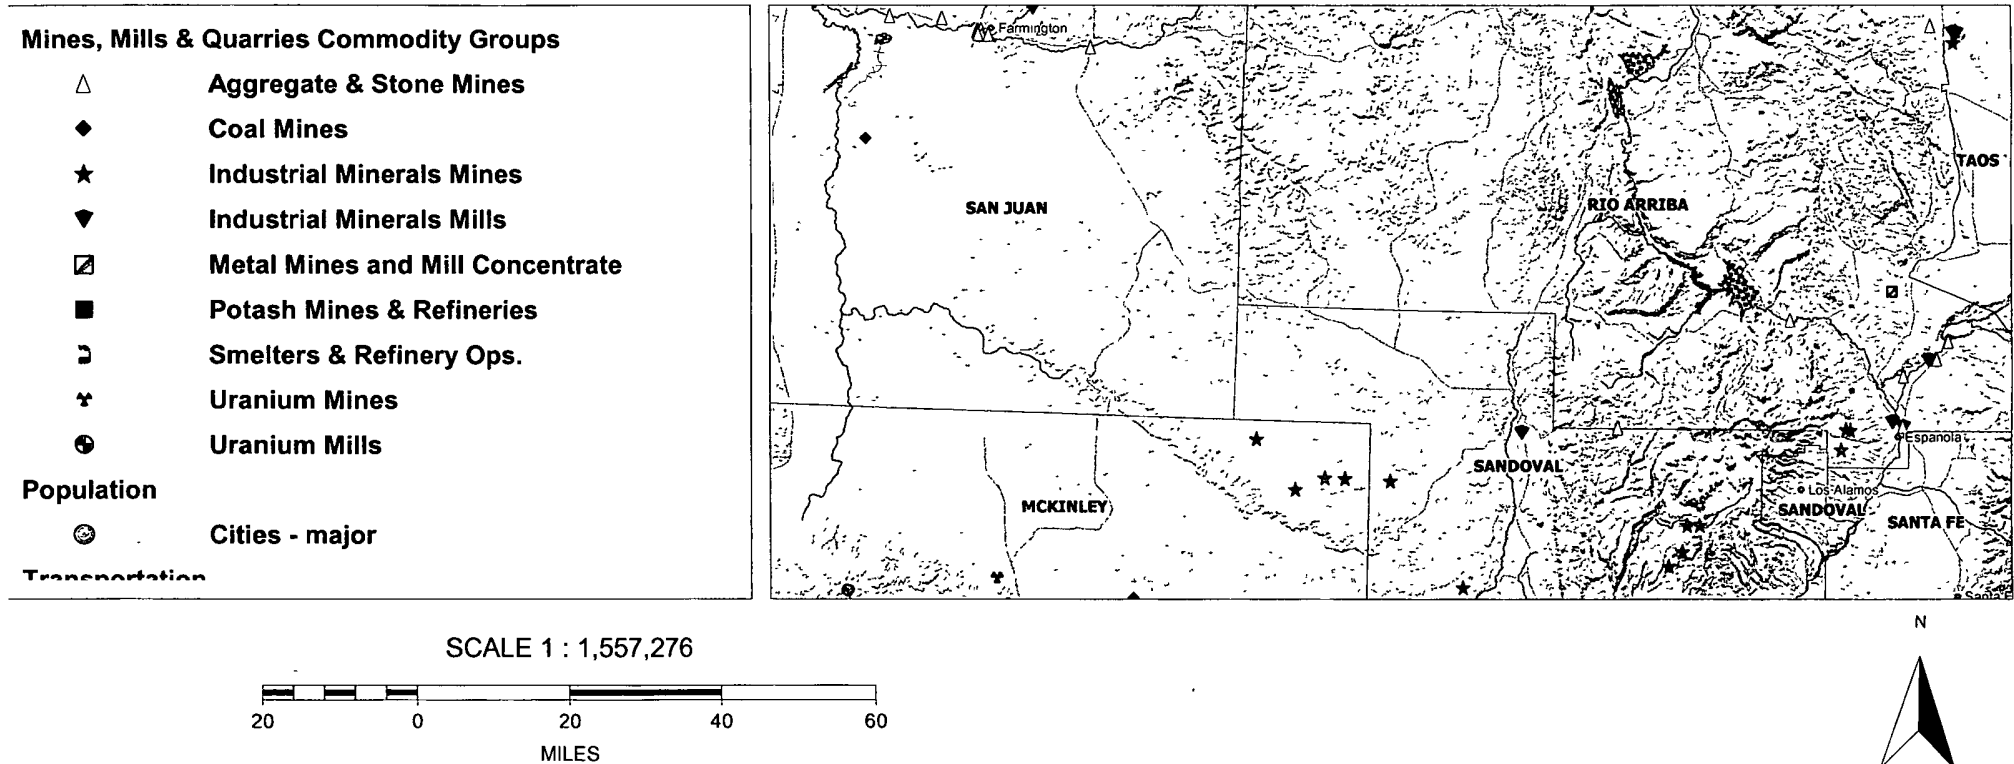 Mines, Mills & Quarries Commodity Groups
Aggregate & Stone Mines
Coal Mines
Industrial Minerals Mines
Industrial Minerals Mills
Metal Mines and Mill Concentrate
Potash Mines & Refineries
Smelters & Refinery Ops.
Uranium Mines
Uranium Mills
Population
Cities - major
Transportation
Farmington
TAOS
SAN JUAN
RIO ARRIBA
Espanola
SANDOVAL
Los Alamos
MCKINLEY
SANDOVAL
SANTA FE
N
SCALE 1 : 1,557,276
20 0 20 40 60
MILES